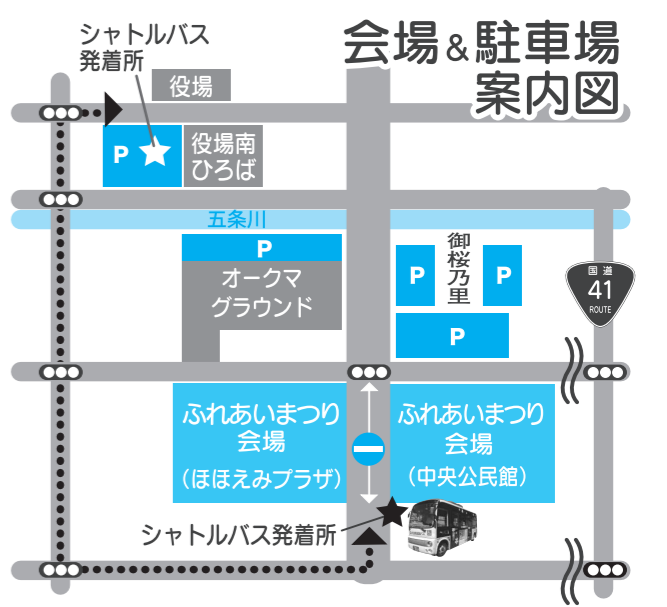 会場&駐車場
案内図
シャトルバス
発着所
役場
P
役場南
ひろば
五条川
P
オークマ
グラウンド
P
御桜乃里
P
P
国道
41
ROUTE
ふれあいまつり
会場
(ほほえみプラザ)
ふれあいまつり
会場
(中央公民館)
シャトルバス発着所